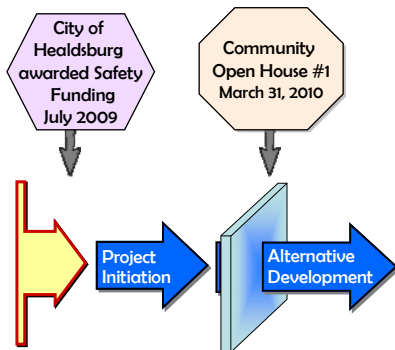 City of
Healdsburg
awarded Safety
Funding
July 2009
Community
Open House #1
March 31, 2010
Project
Initiation
Alternative
Development